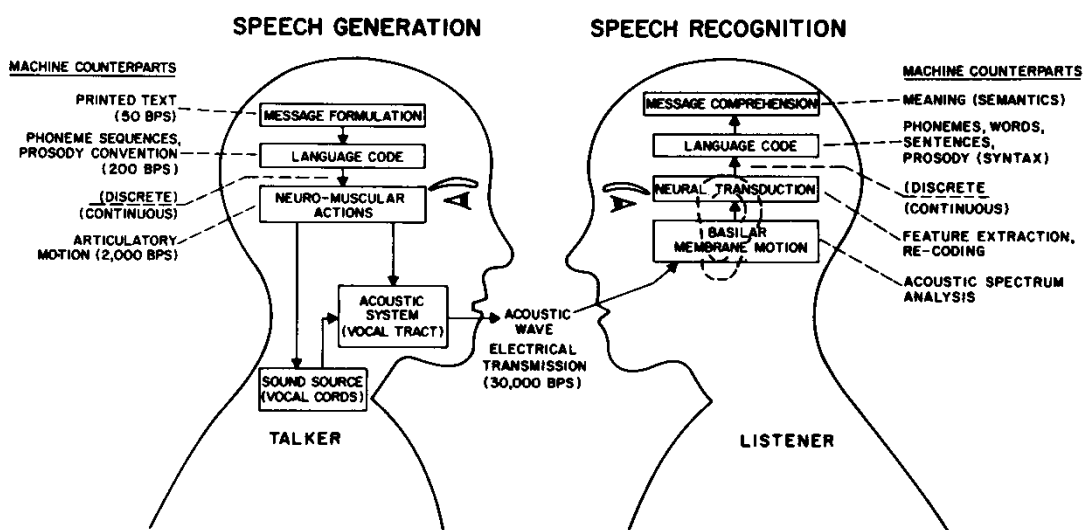 SPEECH GENERATION
SPEECH RECOGNITION
MACHINE COUNTERPARTS
PRINTED TEXT
(50 BPS)
PHONEME SEQUENCES,
PROSODY CONVENTION
(200 BPS)
(DISCRETE)
(CONTINUOUS)
ARTICULATORY
MOTION (2,000 BPS)
MESSAGE FORMULATION
LANGUAGE CODE
NEURO-MUSCULAR
ACTIONS
ACOUSTIC
SYSTEM
(VOCAL TRACT)
SOUND SOURCE
(VOCAL CORDS)
TALKER
ACOUSTIC
WAVE
ELECTRICAL
TRANSMISSION
(30,000 BPS)
MESSAGE COMPREHENSION
LANGUAGE CODE
NEURAL TRANSDUCTION
BASILAR
MEMBRANE MOTION
LISTENER
MACHINE COUNTERPARTS
MEANING (SEMANTICS)
PHONEMES, WORDS,
SENTENCES,
PROSODY (SYNTAX)
(DISCRETE
(CONTINUOUS)
FEATURE EXTRACTION,
RE-CODING
ACOUSTIC SPECTRUM
ANALYSIS